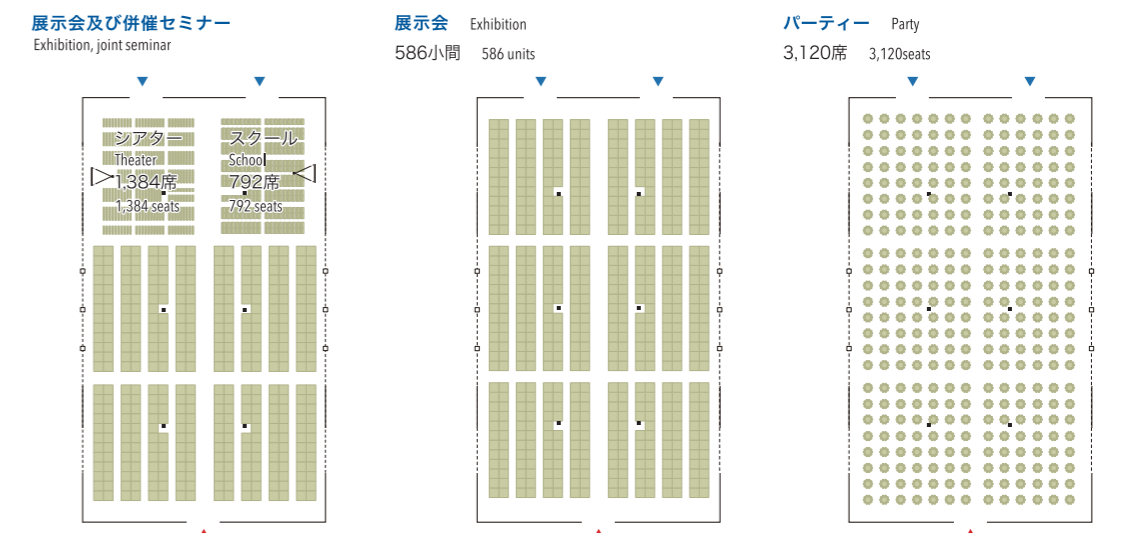 展示会及び併催セミナー
Exhibition, joint seminar
シアター
Theater
1,384席
1,384 seats
スクール
School
792席
792 seats
展示会 Exhibition
586小間 586 units
パーティー Party
3,120席 3,120seats